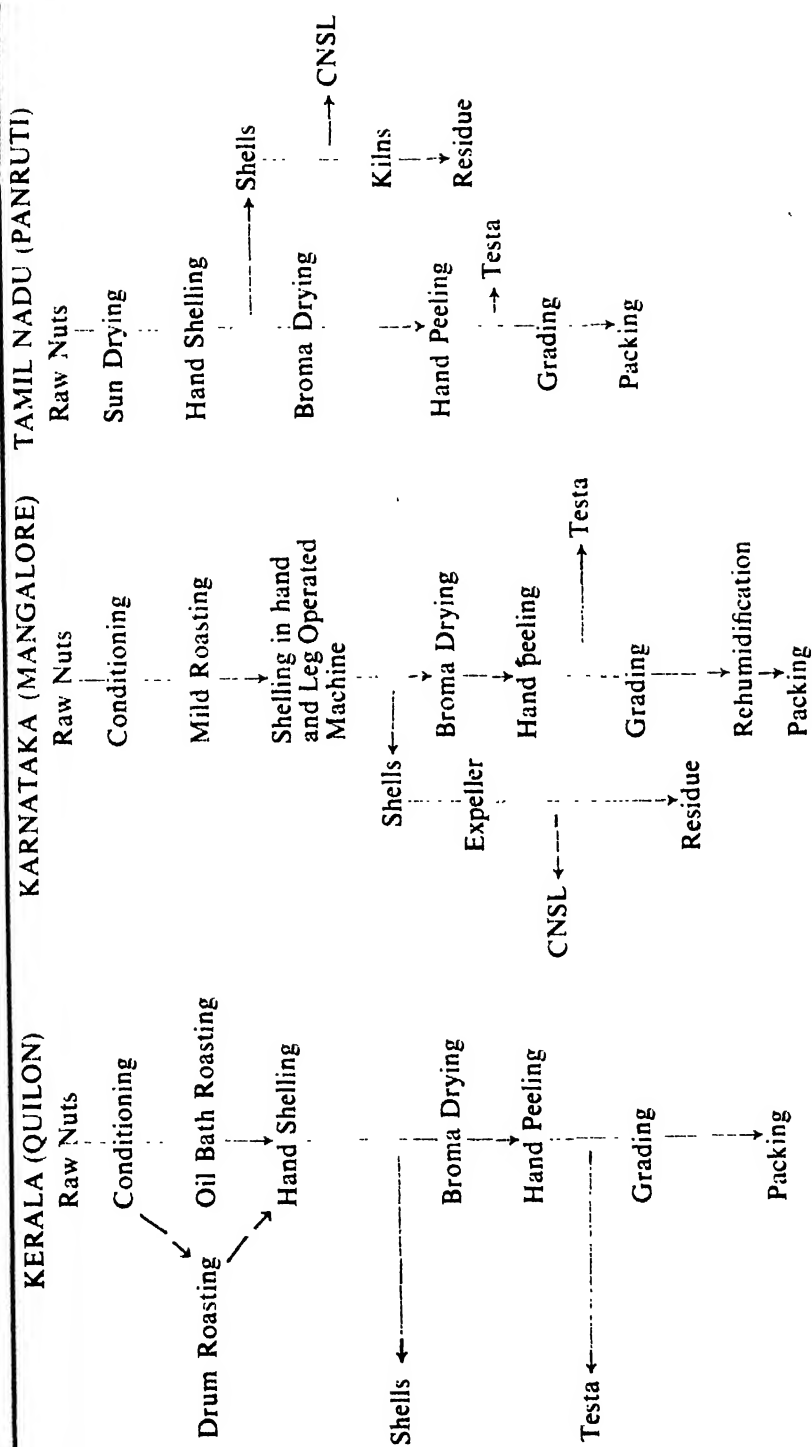 KERALA (QUILON)
Raw Nuts
Conditioning
Drum Roasting
Oil Bath Roasting
Hand Shelling
Shells
Broma Drying
Hand Peeling
Testa
Grading
Packing
KARNATAKA (MANGALORE)
Raw Nuts
Conditioning
Mild Roasting
Shelling in hand
and Leg Operated
Machine
Shells
Expeller
CNSL
Residue
Broma Drying
Hand peeling
Testa
Grading
Rehumidification
Packing
TAMIL NADU (PANRUTI)
Raw Nuts
Sun Drying
Hand Shelling
Shells
CNSL
Kilns
Residue
Broma Drying
Hand Peeling
Testa
Grading
Packing